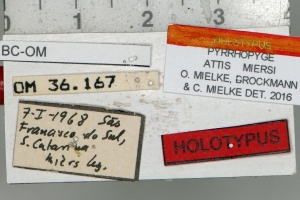 1 2 3
BC-OM
OM 36.167
7-I-1968 São
Francisco do Sul,
S. Catarina
Miers leg.
PYRRHOPYGE
ATTIS MIERSI
O. MIELKE, GROCKMANN
& C. MIELKE DET. 2016
HOLOTYPUS